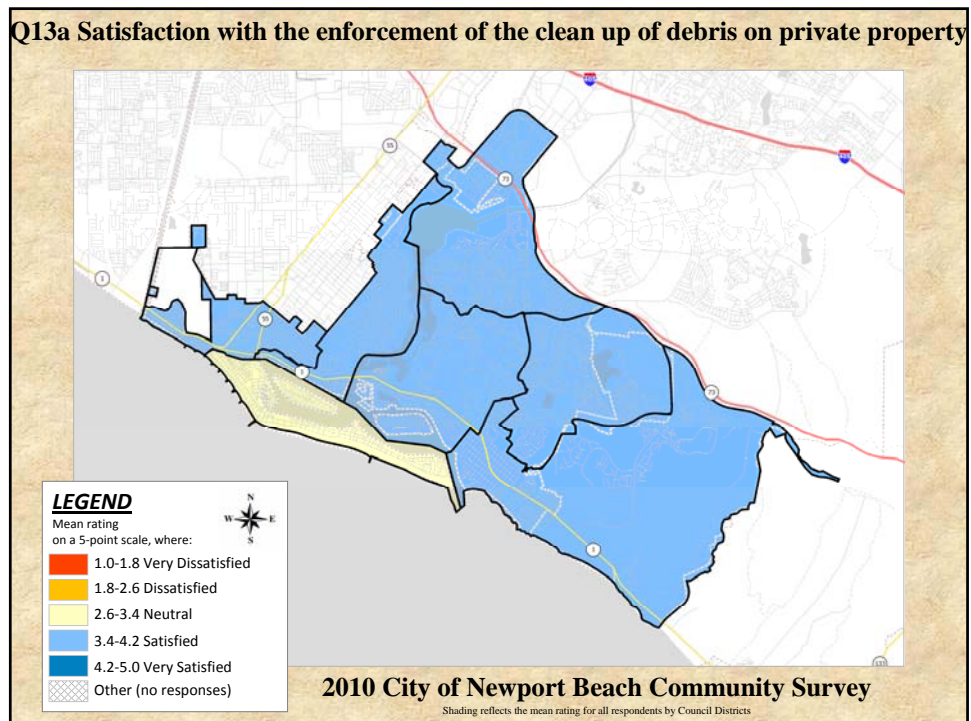 Q13a Satisfaction with the enforcement of the clean up of debris on private property
405
55
405
73
1
55
1
73
1
133
LEGEND
Mean rating
on a 5-point scale, where:
N
W E
S
1.0-1.8 Very Dissatisfied
1.8-2.6 Dissatisfied
2.6-3.4 Neutral
3.4-4.2 Satisfied
4.2-5.0 Very Satisfied
Other (no responses)
2010 City of Newport Beach Community Survey
Shading reflects the mean rating for all respondents by Council Districts